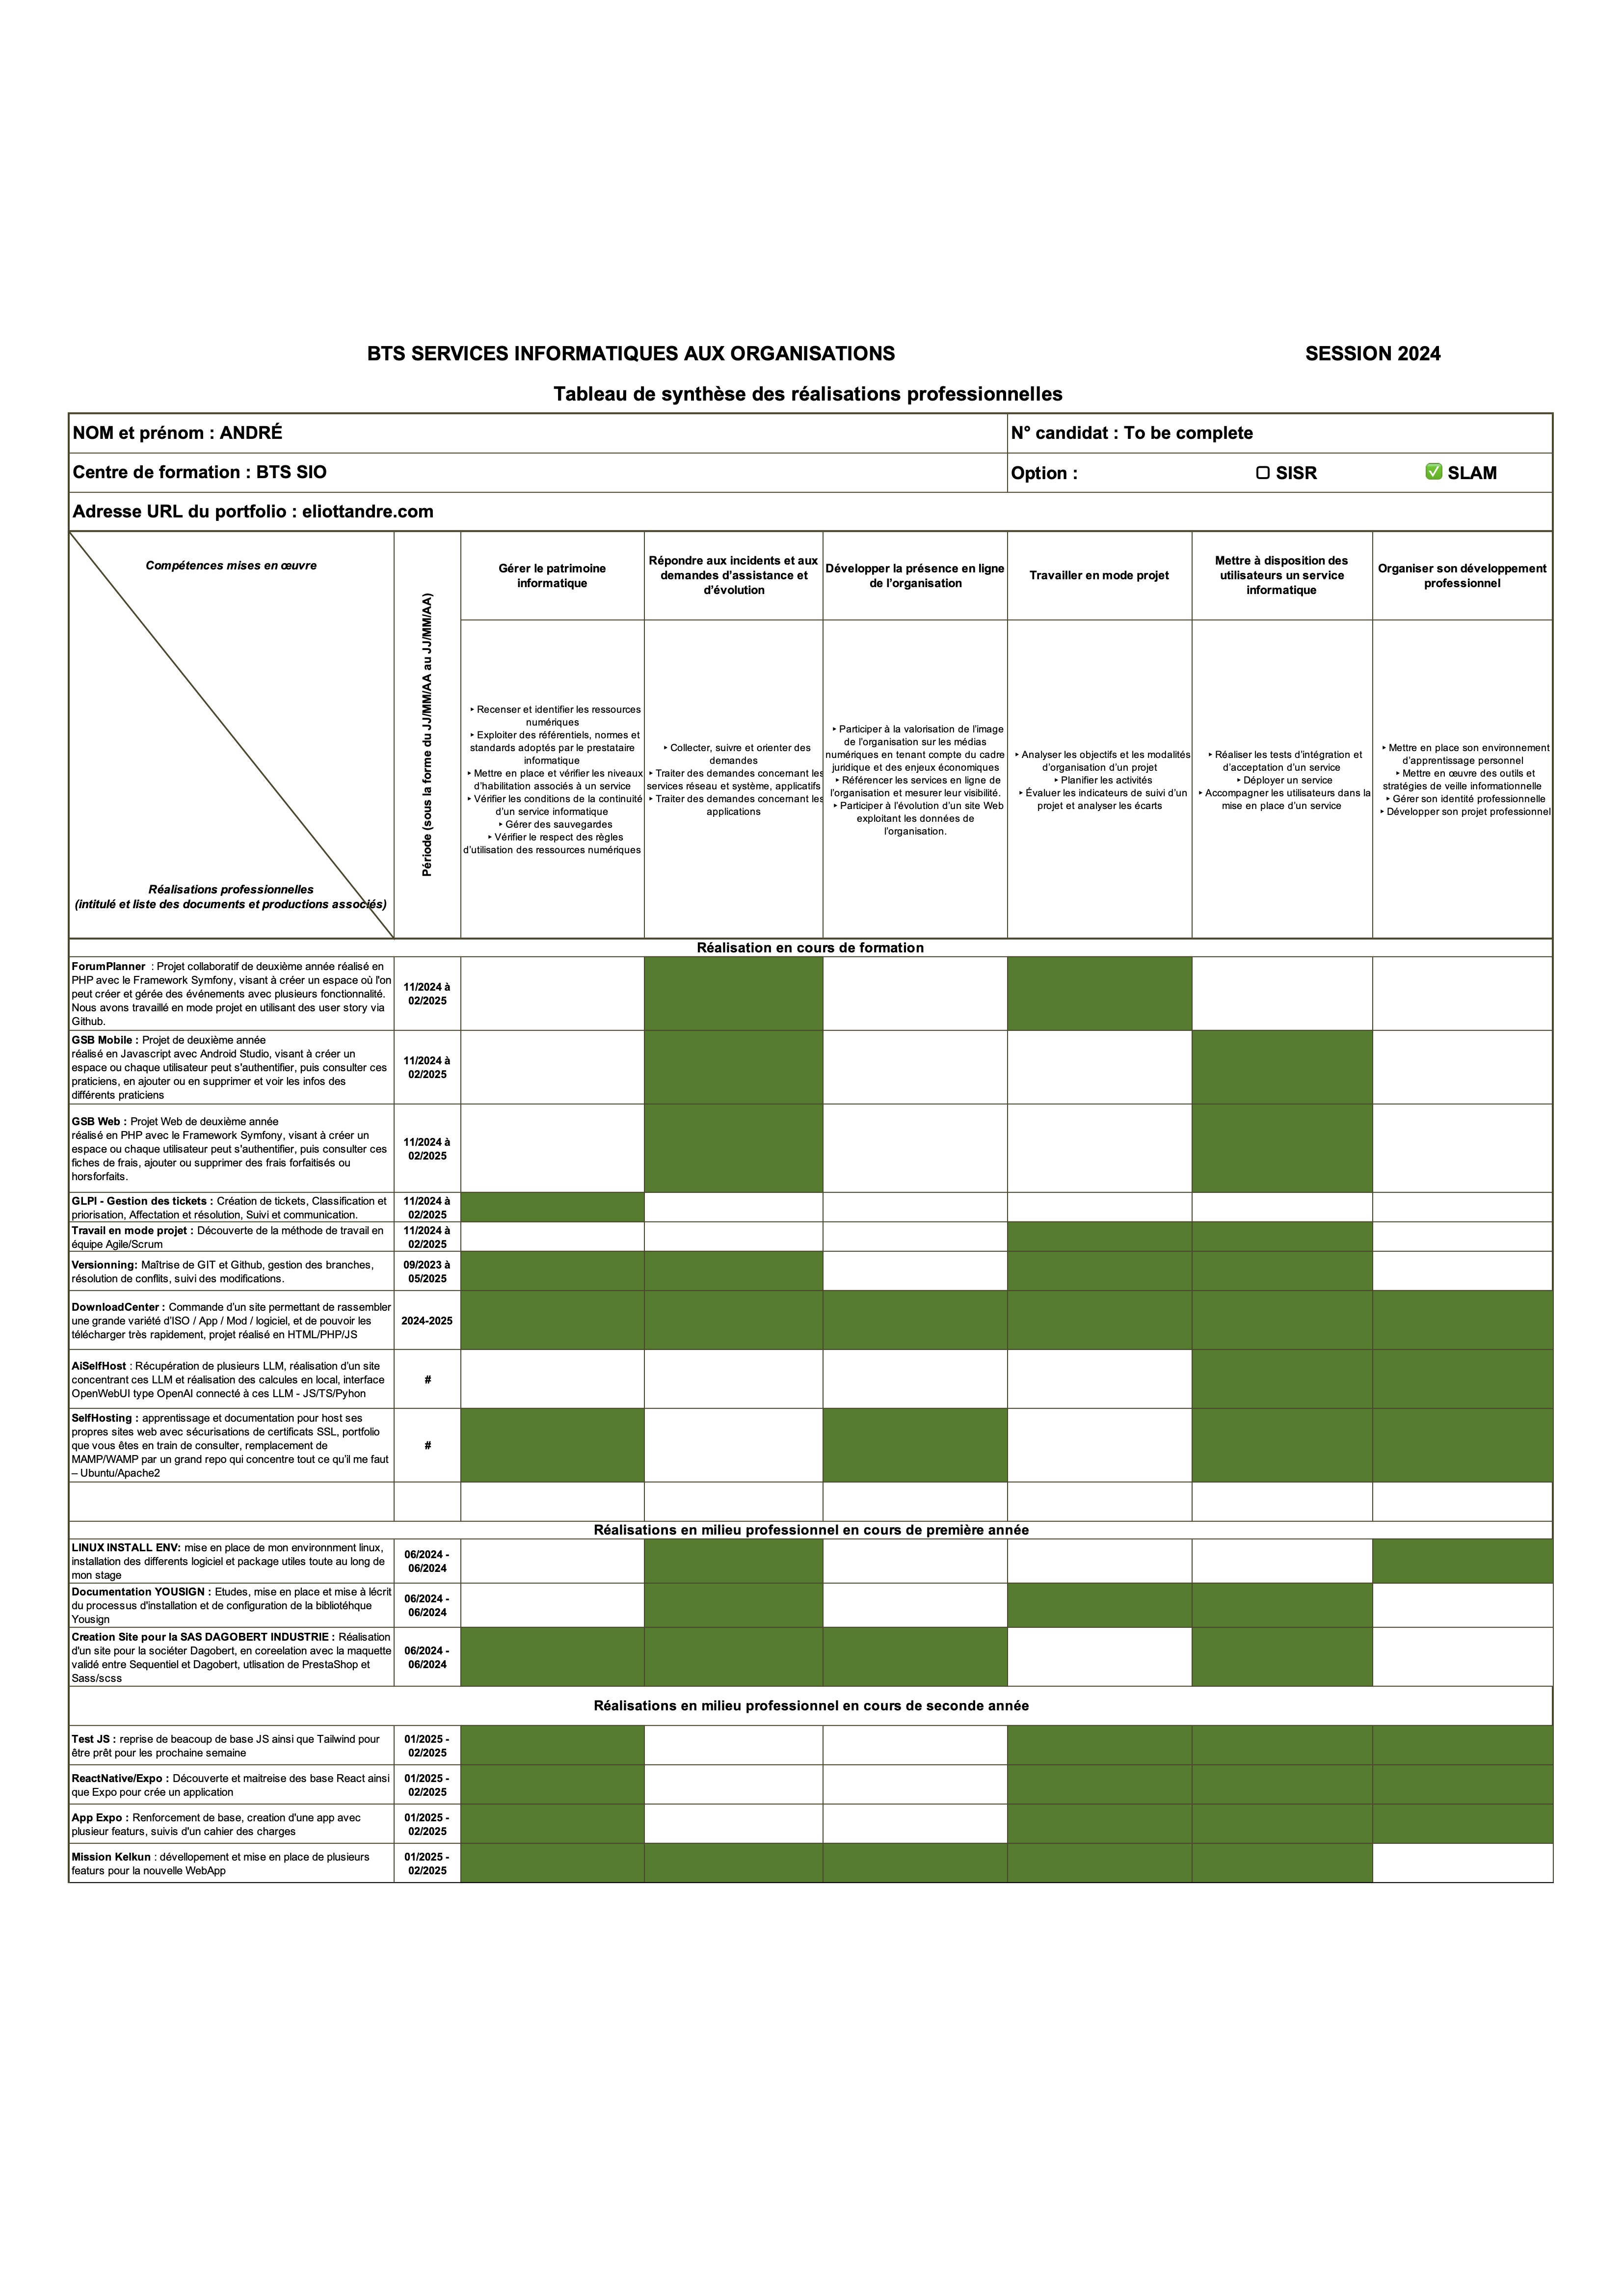 BTS SERVICES INFORMATIQUES AUX ORGANISATIONS
SESSION 2024
Tableau de synthèse des réalisations professionnelles
NOM et prénom : ANDRÉ
N° candidat : To be complete
Centre de formation : BTS SIO
Option :
SISR
SLAM
Adresse URL du portfolio : eliottandre.com
Compétences mises en œuvre
Réalisations professionnelles
(intitulé et liste des documents et productions associés)
Période (sous la forme du JJ/MM/AA au JJ/MM/AA)
Gérer le patrimoine
informatique
Répondre aux incidents et aux
demandes d'assistance et
d'évolution
Développer la présence en ligne
de l'organisation
Travailler en mode projet
Mettre à disposition des
utilisateurs un service
informatique
Organiser son développement
professionnel
‣ Recenser et identifier les ressources
numériques
‣ Exploiter des référentiels, normes et
standards adoptés par le prestataire
informatique
‣ Mettre en place et vérifier les niveaux
d'habilitation associés à un service
‣ Vérifier les conditions de la continuité
d'un service informatique
‣ Gérer des sauvegardes
‣ Vérifier le respect des règles
d'utilisation des ressources numériques
‣ Collecter, suivre et orienter des
demandes
‣ Traiter des demandes concernant les
services réseau et système, applicatifs
‣ Traiter des demandes concernant les
applications
‣ Participer à la valorisation de l'image
de l'organisation sur les médias
numériques en tenant compte du cadre
juridique et des enjeux économiques
‣ Référencer les services en ligne de
l'organisation et mesurer leur visibilité.
‣ Participer à l'évolution d'un site Web
exploitant les données de
l'organisation.
‣ Analyser les objectifs et les modalités
d'organisation d'un projet
‣ Planifier les activités
‣ Évaluer les indicateurs de suivi d'un
projet et analyser les écarts
‣ Réaliser les tests d'intégration et
d'acceptation d'un service
‣ Déployer un service
‣ Accompagner les utilisateurs dans la
mise en place d'un service
‣ Mettre en place son environnement
d'apprentissage personnel
‣ Mettre en œuvre des outils et
stratégies de veille informationnelle
‣ Gérer son identité professionnelle
‣ Développer son projet professionnel
Réalisation en cours de formation
ForumPlanner : Projet collaboratif de deuxième année réalisé en
PHP avec le Framework Symfony, visant à créer un espace où l'on
peut créer et gérée des événements avec plusieurs fonctionnalité.
Nous avons travaillé en mode projet en utilisant des user story via
Github.
11/2024 à
02/2025
GSB Mobile : Projet de deuxième année
réalisé en Javascript avec Android Studio, visant à créer un
espace ou chaque utilisateur peut s'authentifier, puis consulter ces
praticiens, en ajouter ou en supprimer et voir les infos des
différents praticiens
11/2024 à
02/2025
GSB Web : Projet Web de deuxième année
réalisé en PHP avec le Framework Symfony, visant à créer un
espace ou chaque utilisateur peut s'authentifier, puis consulter ces
fiches de frais, ajouter ou supprimer des frais forfaitisés ou
horsforfaits.
11/2024 à
02/2025
GLPI - Gestion des tickets : Création de tickets, Classification et
priorisation, Affectation et résolution, Suivi et communication.
11/2024 à
02/2025
Travail en mode projet : Découverte de la méthode de travail en
équipe Agile/Scrum
11/2024 à
02/2025
Versionning: Maîtrise de GIT et Github, gestion des branches,
résolution de conflits, suivi des modifications.
09/2023 à
05/2025
DownloadCenter : Commande d'un site permettant de rassembler
une grande variété d'ISO / App / Mod / logiciel, et de pouvoir les
télécharger très rapidement, projet réalisé en HTML/PHP/JS
2024-2025
AiSelfHost : Récupération de plusieurs LLM, réalisation d'un site
concentrant ces LLM et réalisation des calcules en local, interface
OpenWebUI type OpenAI connecté à ces LLM - JS/TS/Pyhon
#
SelfHosting : apprentissage et documentation pour host ses
propres sites web avec sécurisations de certificats SSL, portfolio
que vous êtes en train de consulter, remplacement de
MAMP/WAMP par un grand repo qui concentre tout ce qu'il me faut
– Ubuntu/Apache2
#
Réalisations en milieu professionnel en cours de première année
LINUX INSTALL ENV: mise en place de mon environnment linux,
installation des differents logiciel et package utiles toute au long de
mon stage
06/2024 -
06/2024
Documentation YOUSIGN : Etudes, mise en place et mise à lécrit
du processus d'installation et de configuration de la bibliotéhque
Yousign
06/2024 -
06/2024
Creation Site pour la SAS DAGOBERT INDUSTRIE : Réalisation
d'un site pour la sociéter Dagobert, en coreelation avec la maquette
validé entre Sequentiel et Dagobert, utlisation de PrestaShop et
Sass/scss
06/2024 -
06/2024
Réalisations en milieu professionnel en cours de seconde année
Test JS : reprise de beacoup de base JS ainsi que Tailwind pour
être prêt pour les prochaine semaine
01/2025 -
02/2025
ReactNative/Expo : Découverte et maitreise des base React ainsi
que Expo pour crée un application
01/2025 -
02/2025
App Expo : Renforcement de base, creation d'une app avec
plusieur featurs, suivis d'un cahier des charges
01/2025 -
02/2025
Mission Kelkun : dévellopement et mise en place de plusieurs
featurs pour la nouvelle WebApp
01/2025 -
02/2025